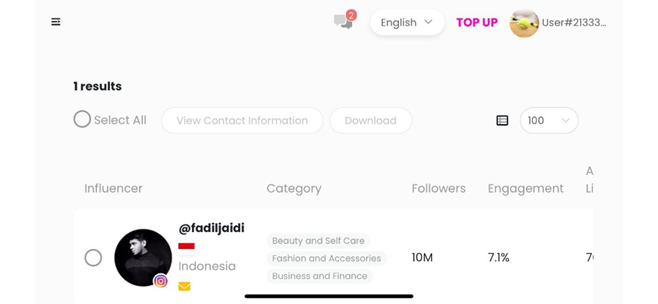 2
English
TOP UP
User#21333...
1 results
Select All
View Contact Information
Download
100
Influencer
Category
Followers
Engagement
A
Li
@fadiljaidi
Indonesia
Beauty and Self Care
Fashion and Accessories
Business and Finance
10M
7.1%